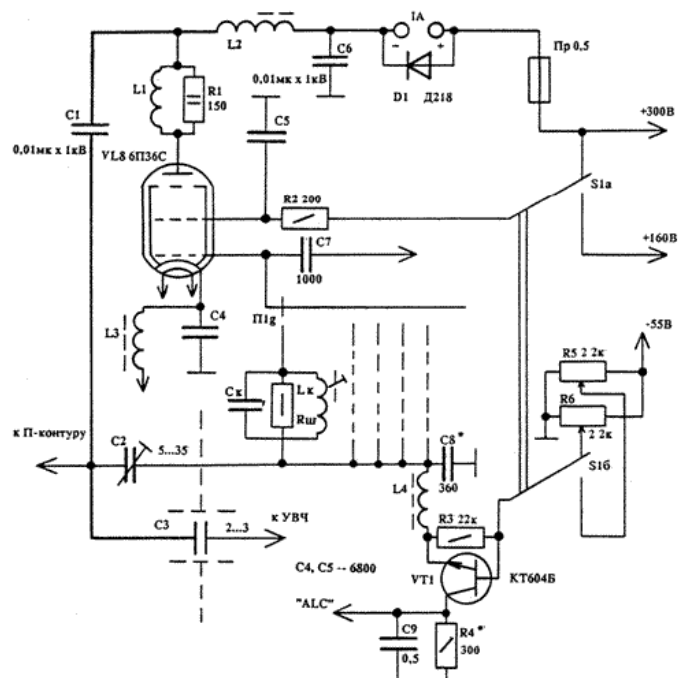 L2
C6
0,01мк x 1кВ
IA
- +
D1 Д218
Пр 0,5
+300В
L1
R1
150
C1
0,01мк x 1кВ
VL8 6П36С
C5
R2 200
S1а
+160В
C7
1000
П1g
L3
C4
-55В
R5 2 2к
R6
2 2к
S1б
Cк
Lк
Rш
к П-контуру
C2
5...35
C8*
360
L4
C3
2...3
к УВЧ
R3 22к
C4, C5 -- 6800
VT1
КТ604Б
"ALC"
C9
0,5
R4*
300